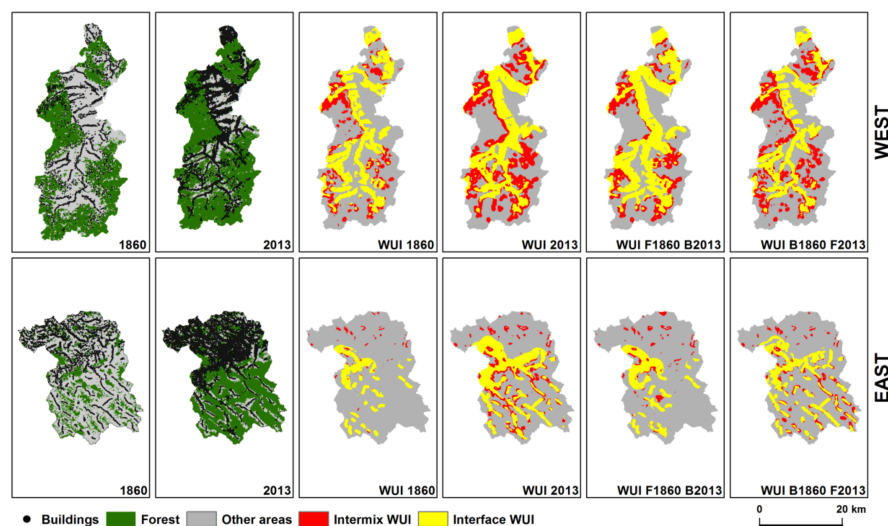 1860
2013
WUI 1860
WUI 2013
WUI F1860 B2013
WUI B1860 F2013
WEST
1860
2013
WUI 1860
WUI 2013
WUI F1860 B2013
WUI B1860 F2013
EAST
Buildings Forest Other areas Intermix WUI Interface WUI
0 20 km